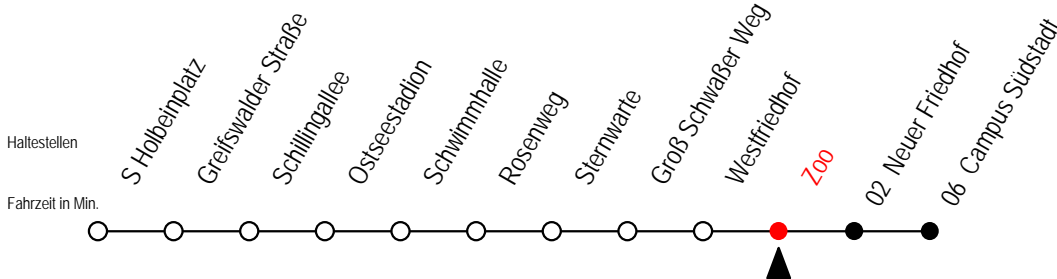 Haltestellen
Fahrzeit in Min.
S Holbeinplatz
Greifswalder Straße
Schillingallee
Ostseestadion
Schwimmhalle
Rosenweg
Sternwarte
Groß Schwaßer Weg
Westfriedhof
Zoo
02 Neuer Friedhof
06 Campus Südstadt